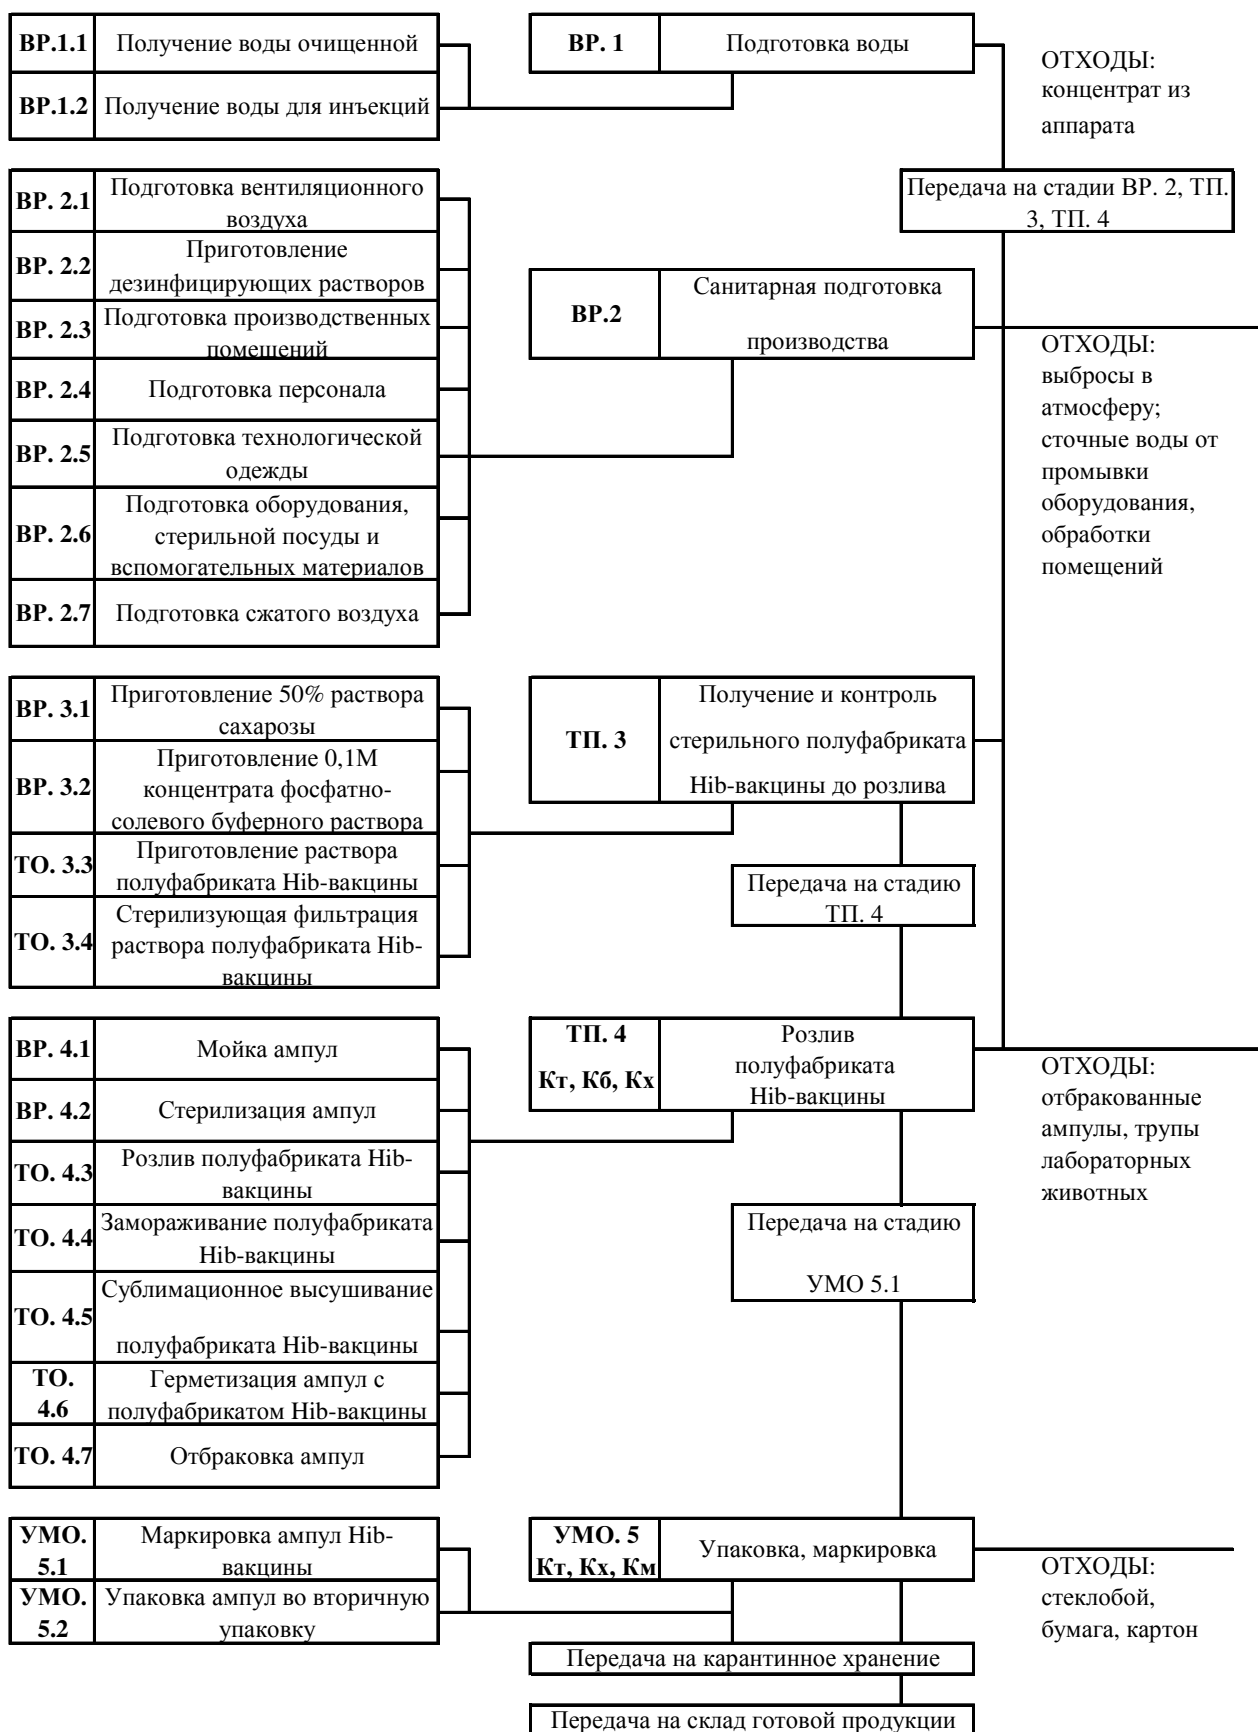 ВР.1.1 Получение воды очищенной
ВР.1.2 Получение воды для инъекций
ВР. 1 Подготовка воды
ОТХОДЫ:
концентрат из
аппарата
Передача на стадии ВР. 2, ТП.
3, ТП. 4
ВР. 2.1 Подготовка вентиляционного
воздуха
ВР. 2.2 Приготовление
дезинфицирующих растворов
ВР. 2.3 Подготовка производственных
помещений
ВР. 2.4 Подготовка персонала
ВР. 2.5 Подготовка технологической
одежды
ВР. 2.6 Подготовка оборудования,
стерильной посуды и
вспомогательных материалов
ВР. 2.7 Подготовка сжатого воздуха
ВР.2 Санитарная подготовка
производства
ОТХОДЫ:
выбросы в
атмосферу;
сточные воды от
промывки
оборудования,
обработки
помещений
ВР. 3.1 Приготовление 50% раствора
сахарозы
ВР. 3.2 Приготовление 0,1М
концентрата фосфатно-
солевого буферного раствора
ТО. 3.3 Приготовление раствора
полуфабриката Hib-вакцины
ТО. 3.4 Стерилизующая фильтрация
раствора полуфабриката Hib-
вакцины
ТП. 3 Получение и контроль
стерильного полуфабриката
Hib-вакцины до розлива
Передача на стадию
ТП. 4
ВР. 4.1 Мойка ампул
ВР. 4.2 Стерилизация ампул
ТО. 4.3 Розлив полуфабриката Hib-
вакцины
ТО. 4.4 Замораживание полуфабриката
Hib-вакцины
ТО. 4.5 Сублимационное высушивание
полуфабриката Hib-вакцины
ТО.
4.6 Герметизация ампул с
полуфабрикатом Hib-вакцины
ТО. 4.7 Отбраковка ампул
ТП. 4
Кт, Кб, Кх
Розлив
полуфабриката
Hib-вакцины
ОТХОДЫ:
отбракованные
ампулы, трупы
лабораторных
животных
Передача на стадию
УМО 5.1
УМО.
5.1 Маркировка ампул Hib-
вакцины
УМО.
5.2 Упаковка ампул во вторичную
упаковку
УМО. 5
Кт, Кх, Км
Упаковка, маркировка
ОТХОДЫ:
стеклобой,
бумага, картон
Передача на карантинное хранение
Передача на склад готовой продукции